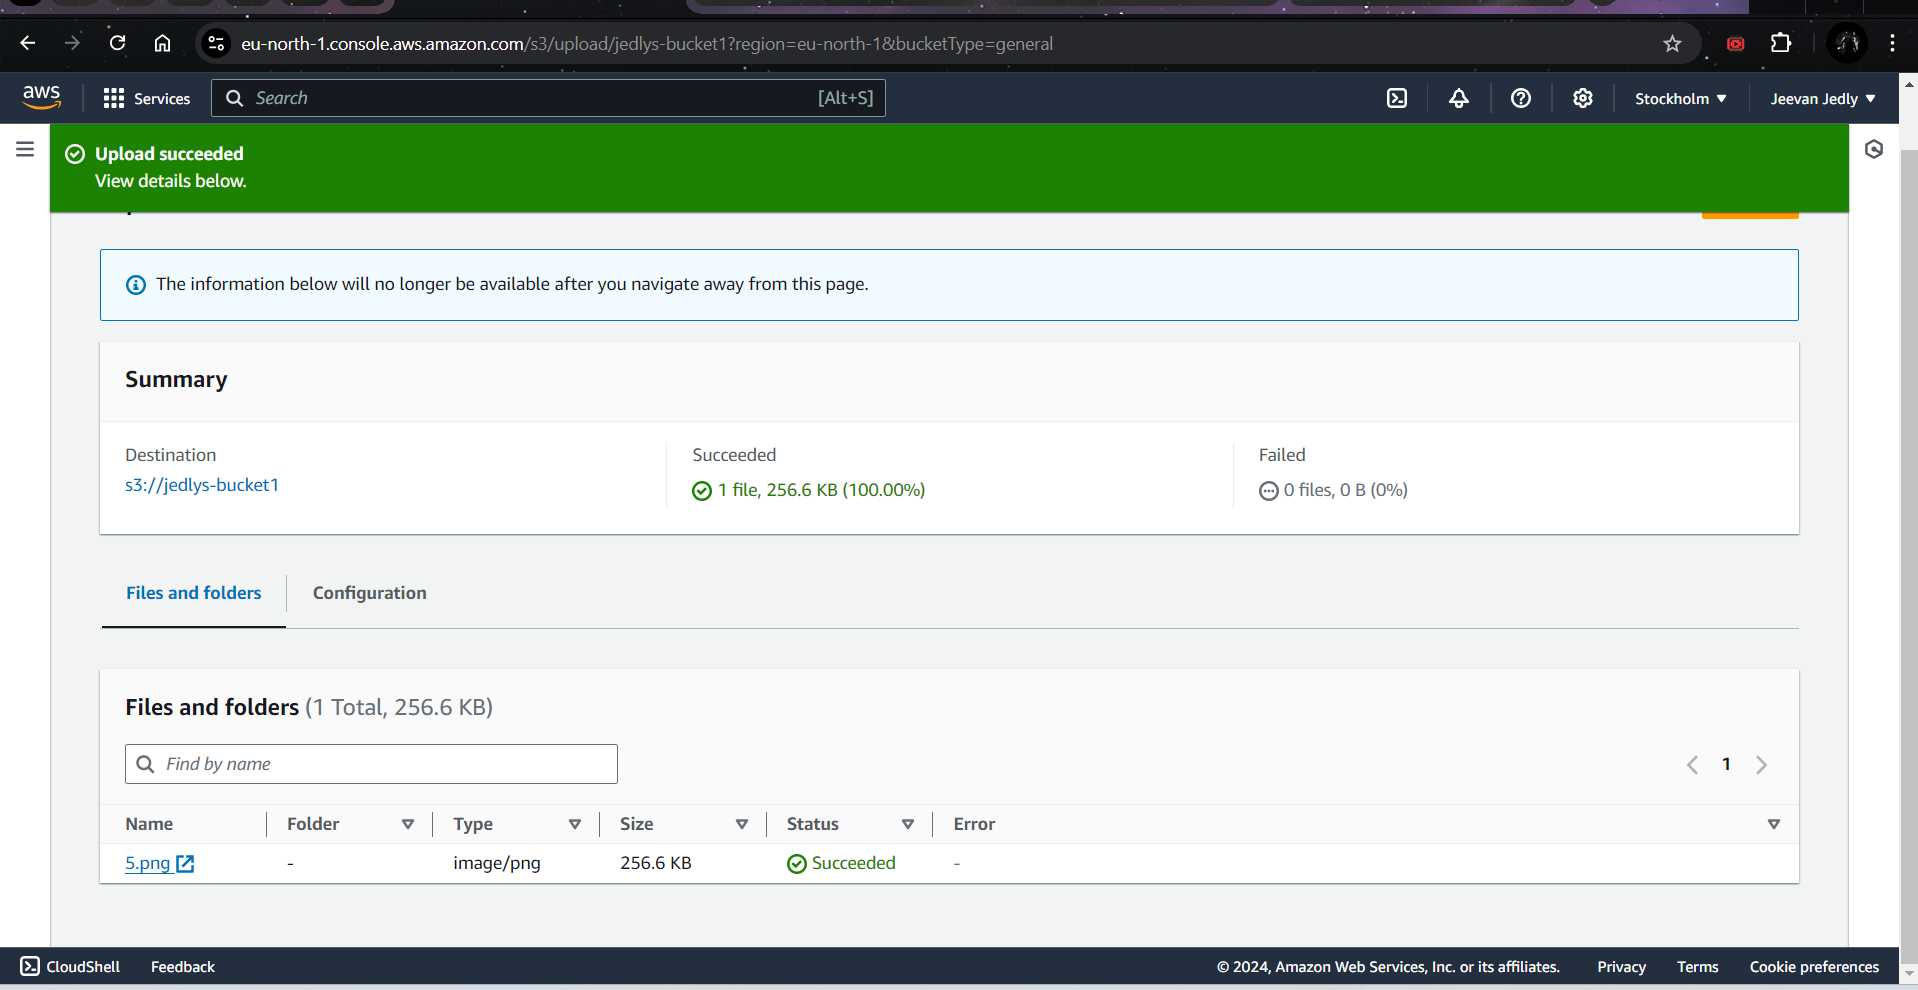 eu-north-1.console.aws.amazon.com/s3/upload/jedlys-bucket1?region=eu-north-1&bucketType=general
aws Services Search [Alt+S] Stockholm Jeevan Jedly
Upload succeeded
View details below.
The information below will no longer be available after you navigate away from this page.
Summary
Destination Succeeded Failed
s3://jedlys-bucket1 1 file, 256.6 KB (100.00%) 0 files, 0 B (0%)
Files and folders Configuration
Files and folders (1 Total, 256.6 KB)
Find by name 1
Name Folder Type Size Status Error
5.png - image/png 256.6 KB Succeeded -
CloudShell Feedback © 2024, Amazon Web Services, Inc. or its affiliates. Privacy Terms Cookie preferences